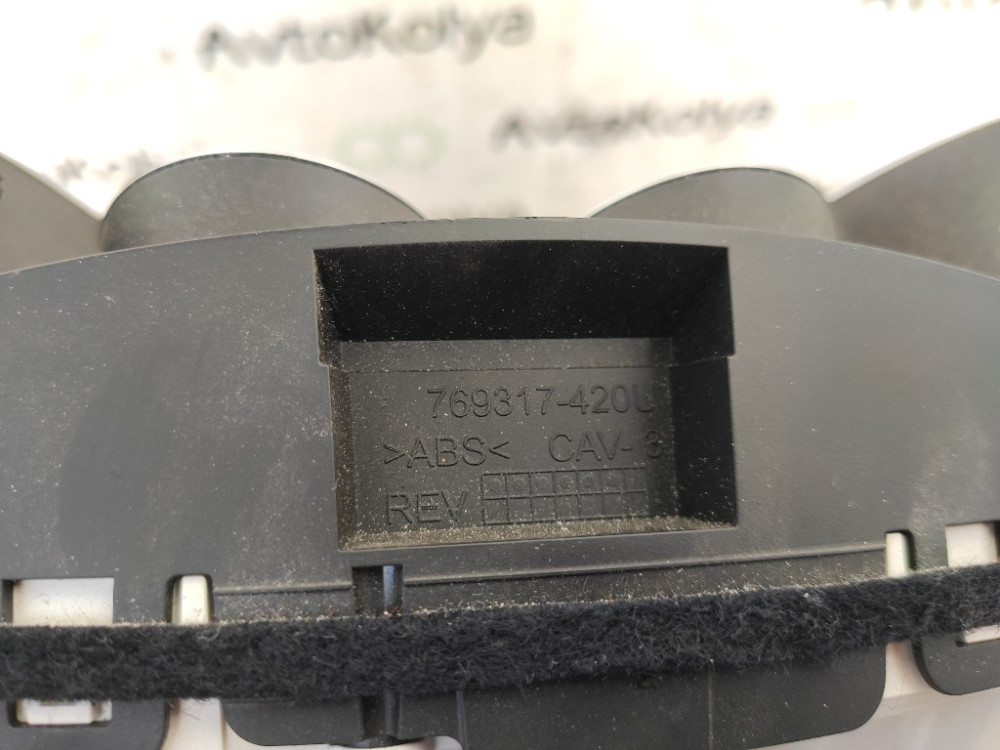 AvtoKolya
AvtoKolya
769317-420U
>ABS< CAV- 3
REV